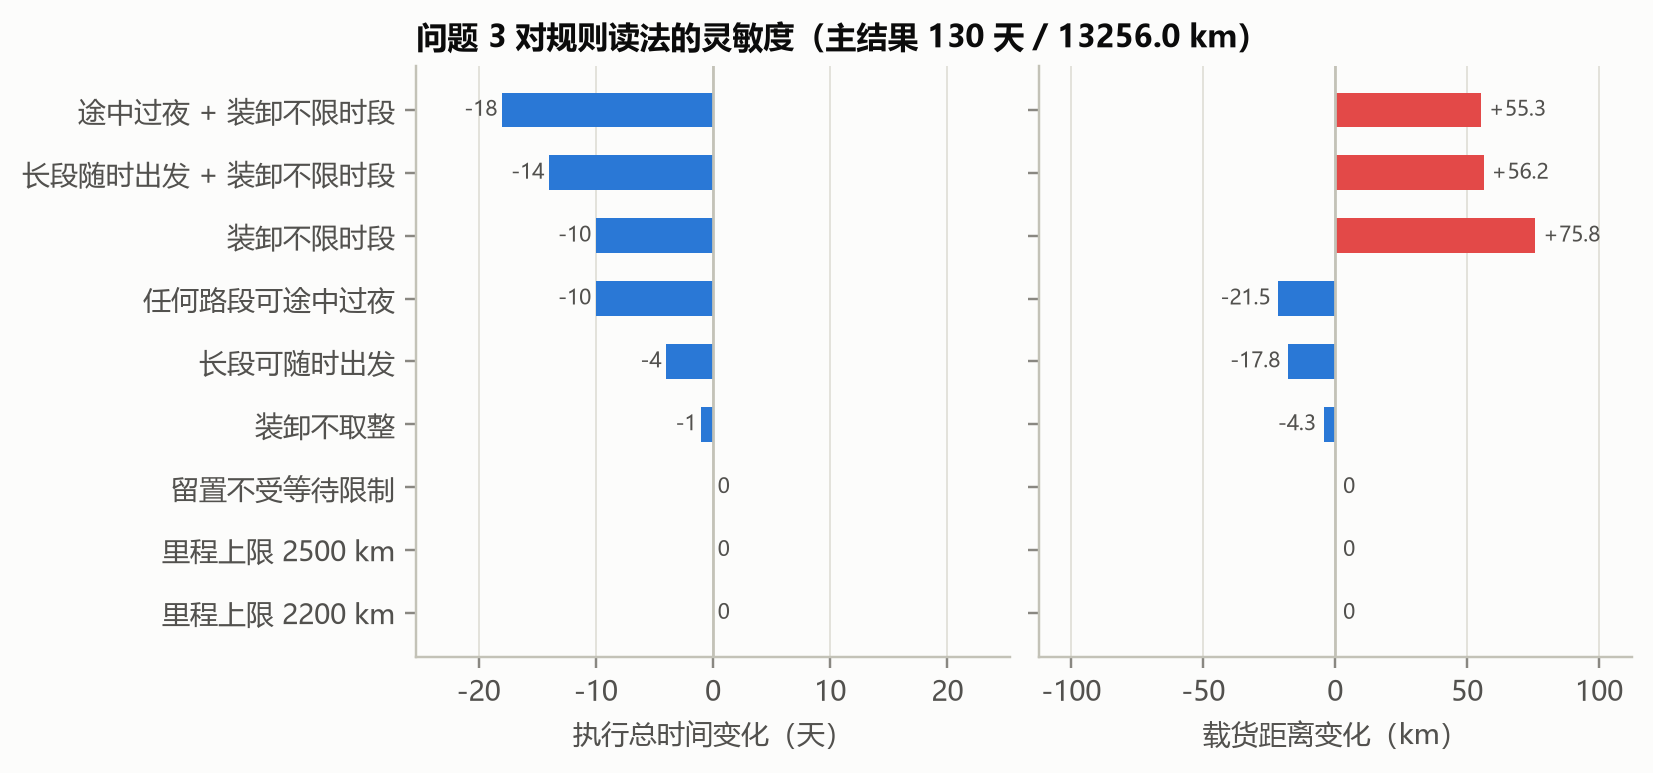 问题 3 对规则读法的灵敏度（主结果 130 天 / 13256.0 km）
途中过夜 + 装卸不限时段 -18 +55.3
长段随时出发 + 装卸不限时段 -14 +56.2
装卸不限时段 -10 +75.8
任何路段可途中过夜 -10 -21.5
长段可随时出发 -4 -17.8
装卸不取整 -1 -4.3
留置不受等待限制 0 0
里程上限 2500 km 0 0
里程上限 2200 km 0 0
-20 -10 0 10 20 -100 -50 0 50 100
执行总时间变化（天） 载货距离变化（km）